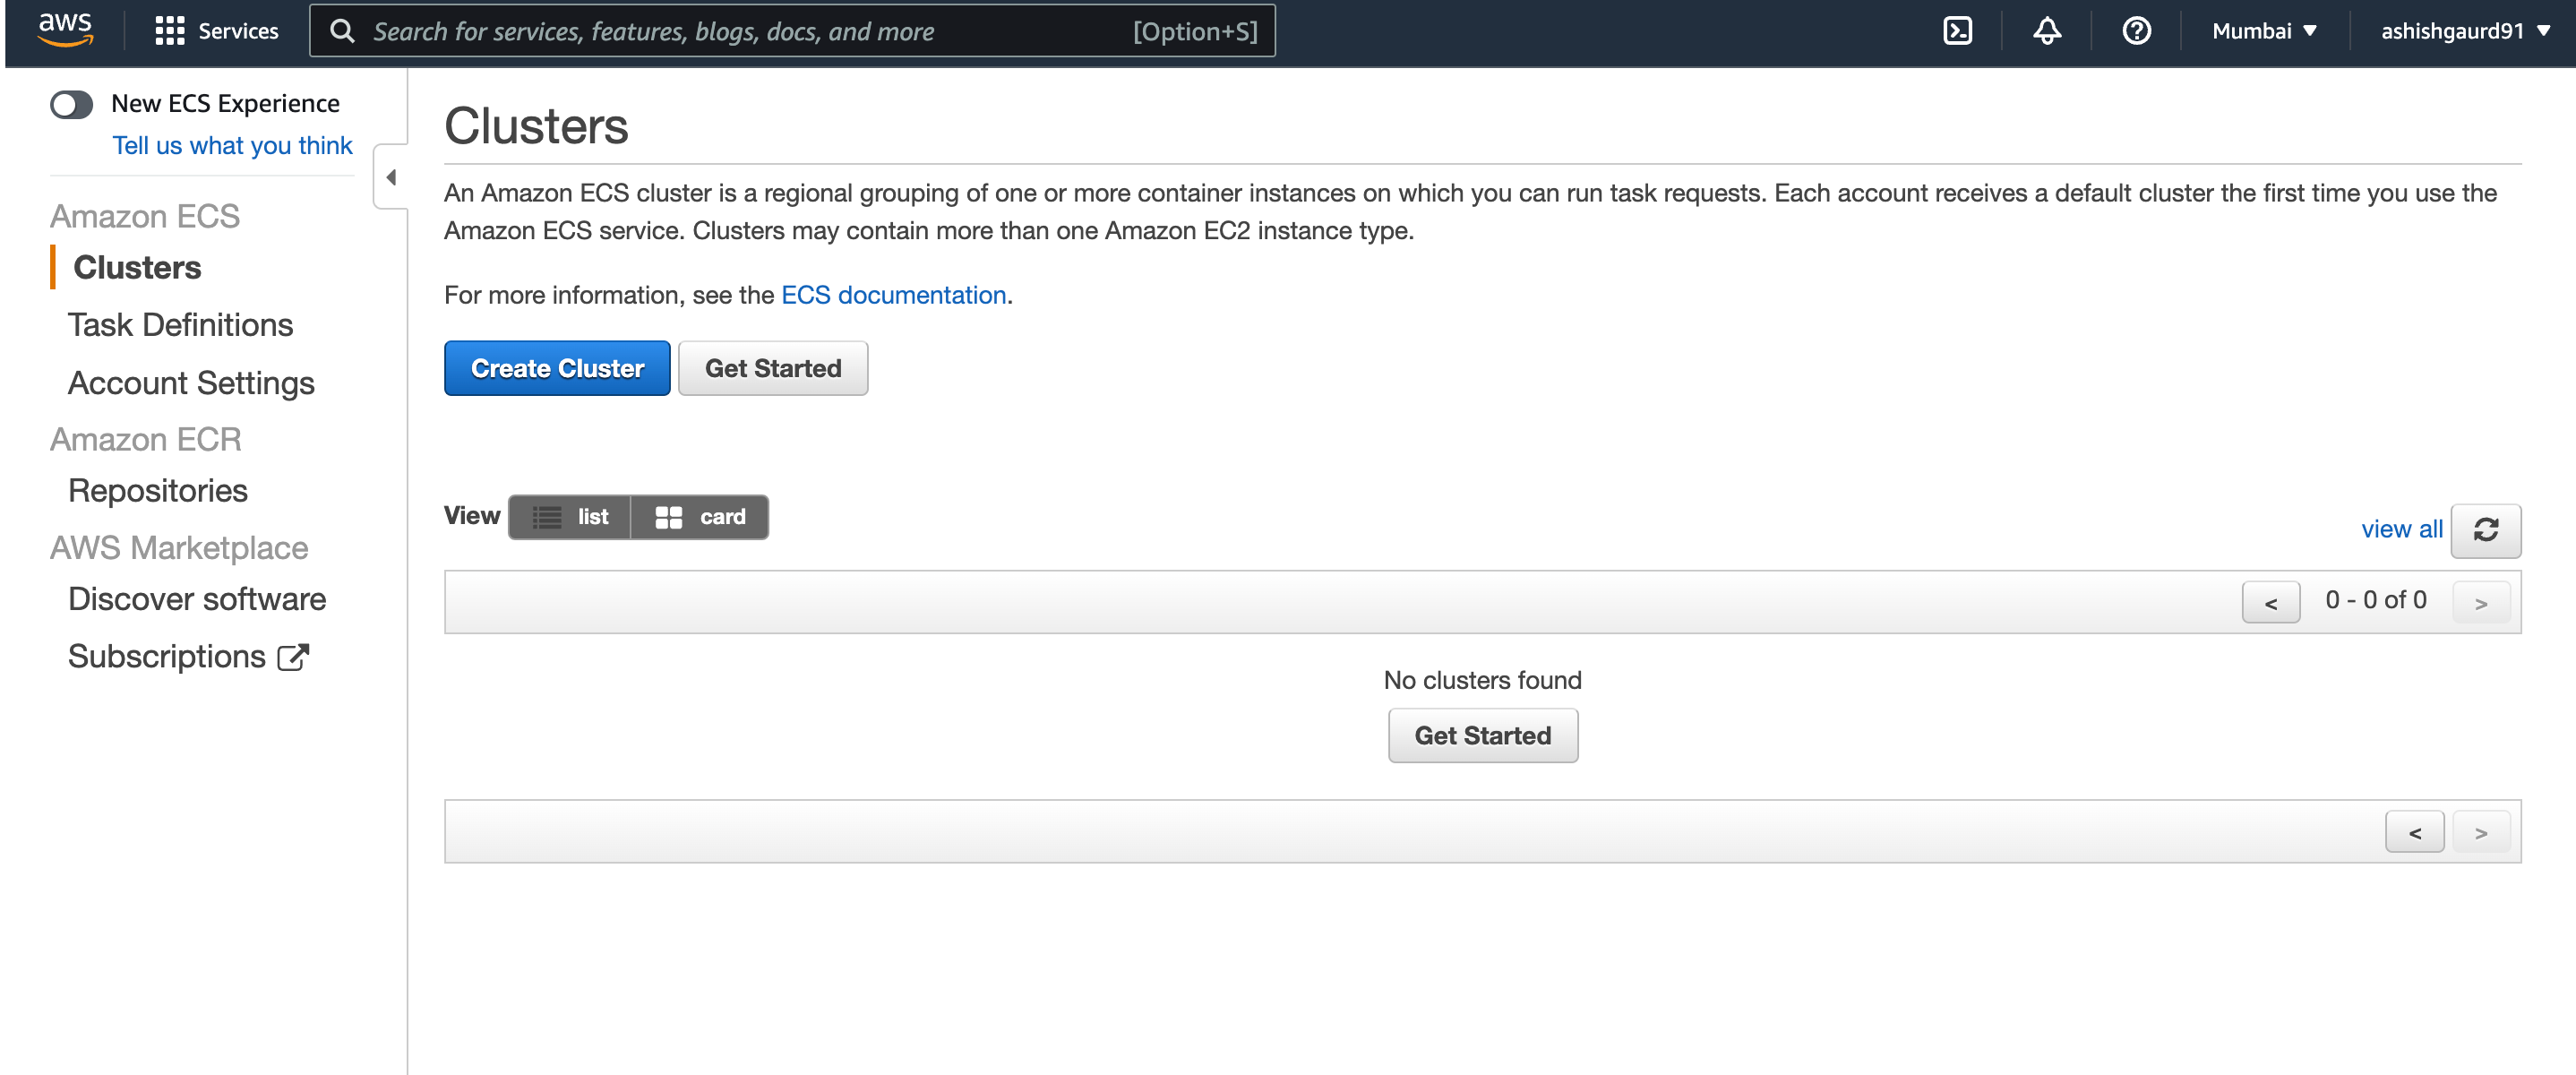 aws
Services
Search for services, features, blogs, docs, and more
[Option+S]
Mumbai
ashishgaurd91
New ECS Experience
Tell us what you think
Amazon ECS
Clusters
Task Definitions
Account Settings
Amazon ECR
Repositories
AWS Marketplace
Discover software
Subscriptions
Clusters
An Amazon ECS cluster is a regional grouping of one or more container instances on which you can run task requests. Each account receives a default cluster the first time you use the
Amazon ECS service. Clusters may contain more than one Amazon EC2 instance type.
For more information, see the ECS documentation.
Create Cluster
Get Started
View
list
card
view all
<
0 - 0 of 0
>
No clusters found
Get Started
<
>